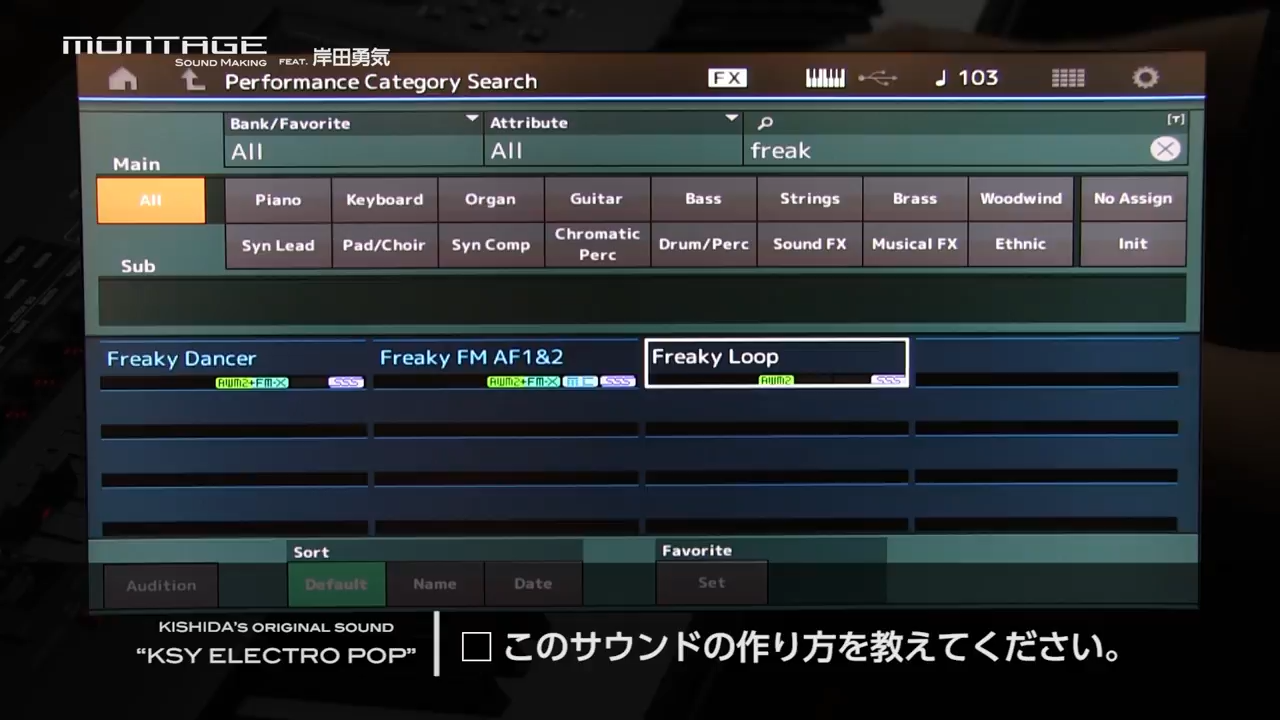 MONTAGE
SOUND MAKING FEAT. 岸田勇気
Performance Category Search
FX
♩ 103
Bank/Favorite
All
Attribute
All
[T]
freak
Main
All
Piano Keyboard Organ Guitar Bass Strings Brass Woodwind No Assign
Syn Lead Pad/Choir Syn Comp Chromatic Perc Drum/Perc Sound FX Musical FX Ethnic Init
Sub
Freaky Dancer
AWM2+FM-X SSS
Freaky FM AF1&2
AWM2+FM-X MC SSS
Freaky Loop
AWM2 SSS
Audition
Sort
Default Name Date
Favorite
Set
KISHIDA'S ORIGINAL SOUND
"KSY ELECTRO POP"
□ このサウンドの作り方を教えてください。